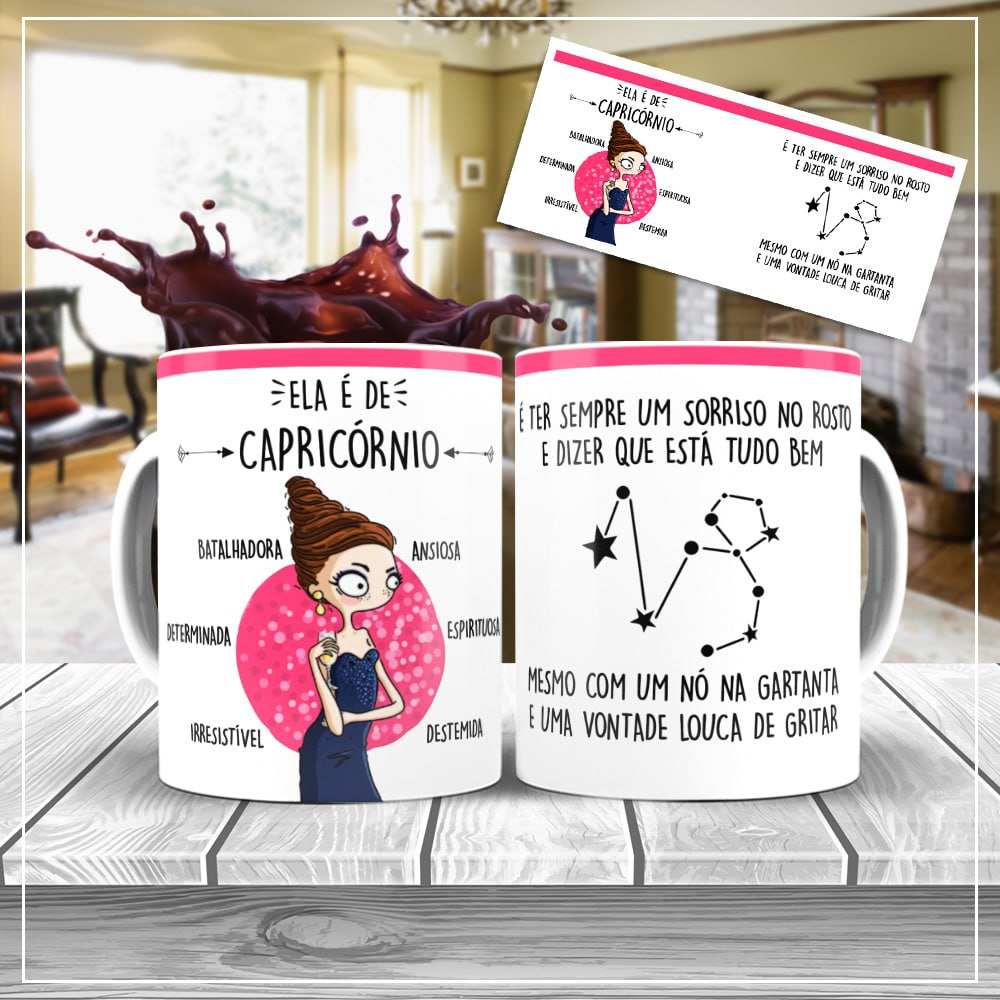 ELA É DE
CAPRICÓRNIO
BATALHADORA
ANSIOSA
DETERMINADA
ESPIRITUOSA
IRRESISTÍVEL
DESTEMIDA
É TER SEMPRE UM SORRISO NO ROSTO
E DIZER QUE ESTÁ TUDO BEM
MESMO COM UM NÓ NA GARTANTA
E UMA VONTADE LOUCA DE GRITAR
ELA É DE
CAPRICÓRNIO
BATALHADORA
ANSIOSA
DETERMINADA
ESPIRITUOSA
IRRESISTÍVEL
DESTEMIDA
É TER SEMPRE UM SORRISO NO ROSTO
E DIZER QUE ESTÁ TUDO BEM
MESMO COM UM NÓ NA GARTANTA
E UMA VONTADE LOUCA DE GRITAR